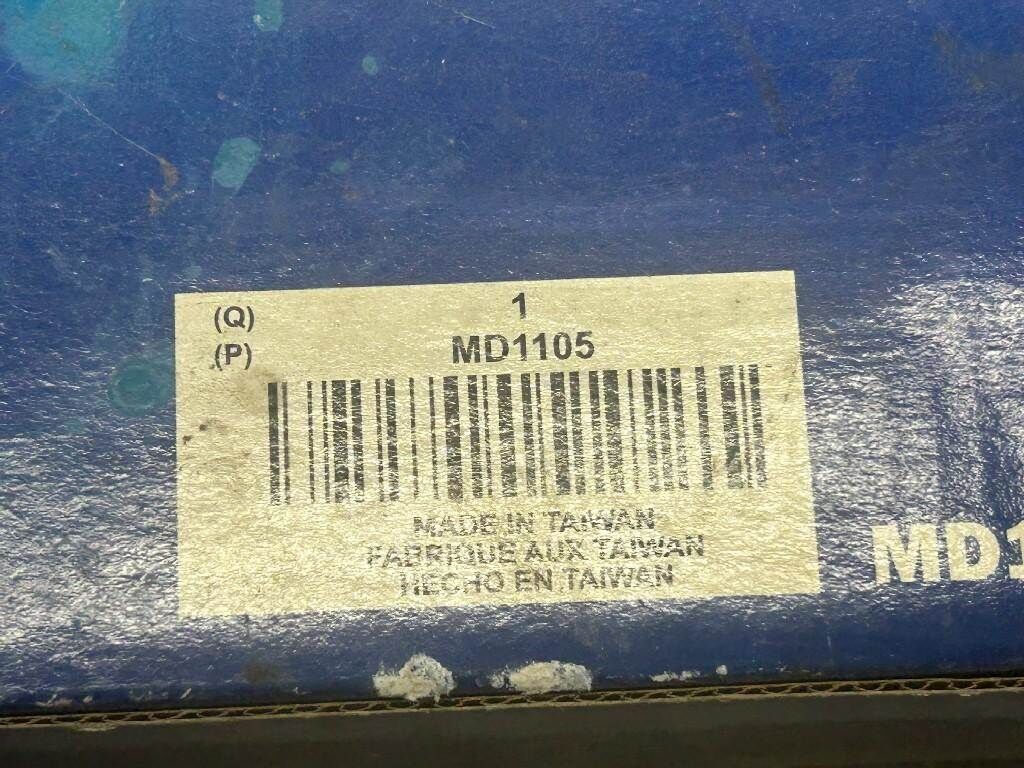 (Q) 1
(P) MD1105
MADE IN TAIWAN
FABRIQUE AUX TAIWAN
HECHO EN TAIWAN
MD1